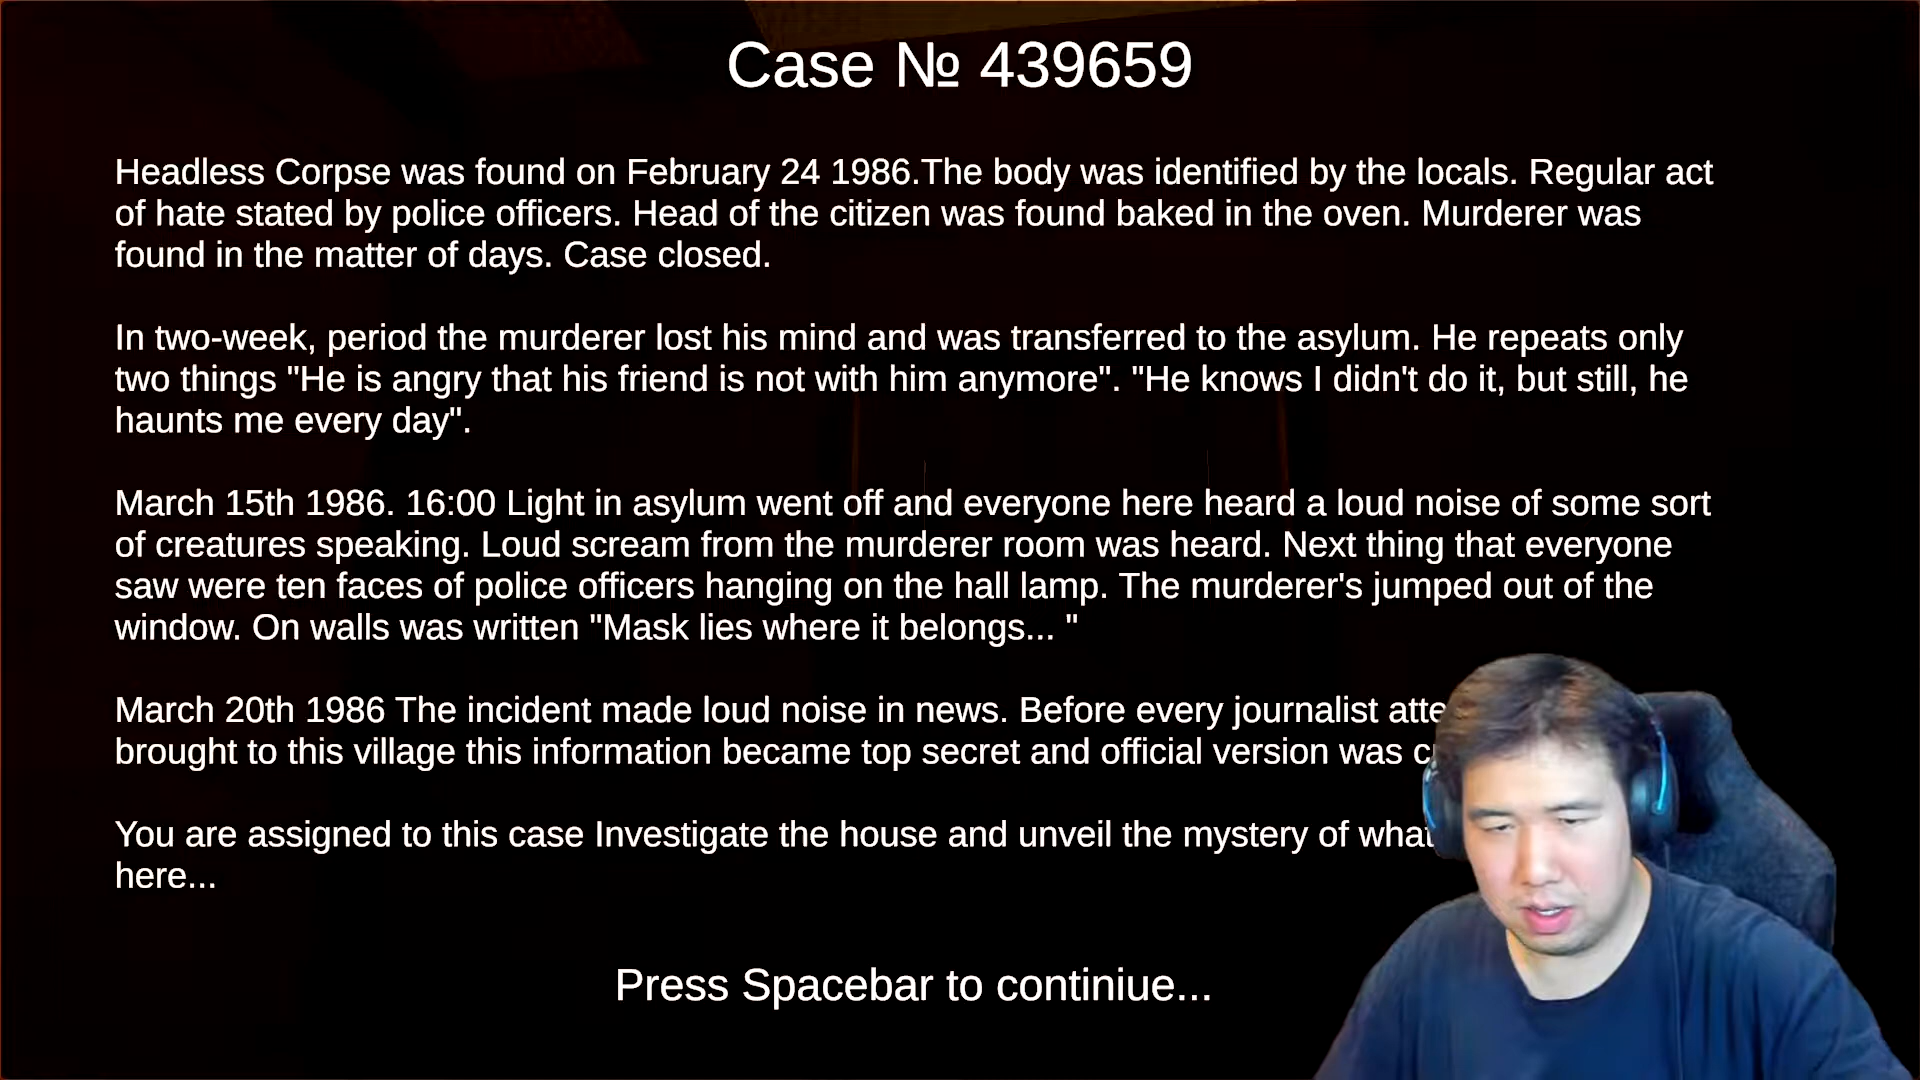 Case № 439659
Headless Corpse was found on February 24 1986.The body was identified by the locals. Regular act
of hate stated by police officers. Head of the citizen was found baked in the oven. Murderer was
found in the matter of days. Case closed.
In two-week, period the murderer lost his mind and was transferred to the asylum. He repeats only
two things "He is angry that his friend is not with him anymore". "He knows I didn't do it, but still, he
haunts me every day".
March 15th 1986. 16:00 Light in asylum went off and everyone here heard a loud noise of some sort
of creatures speaking. Loud scream from the murderer room was heard. Next thing that everyone
saw were ten faces of police officers hanging on the hall lamp. The murderer's jumped out of the
window. On walls was written "Mask lies where it belongs... "
March 20th 1986 The incident made loud noise in news. Before every journalist
brought to this village this information became top secret and official version was
You are assigned to this case Investigate the house and unveil the mystery of what
here...
Press Spacebar to continiue...